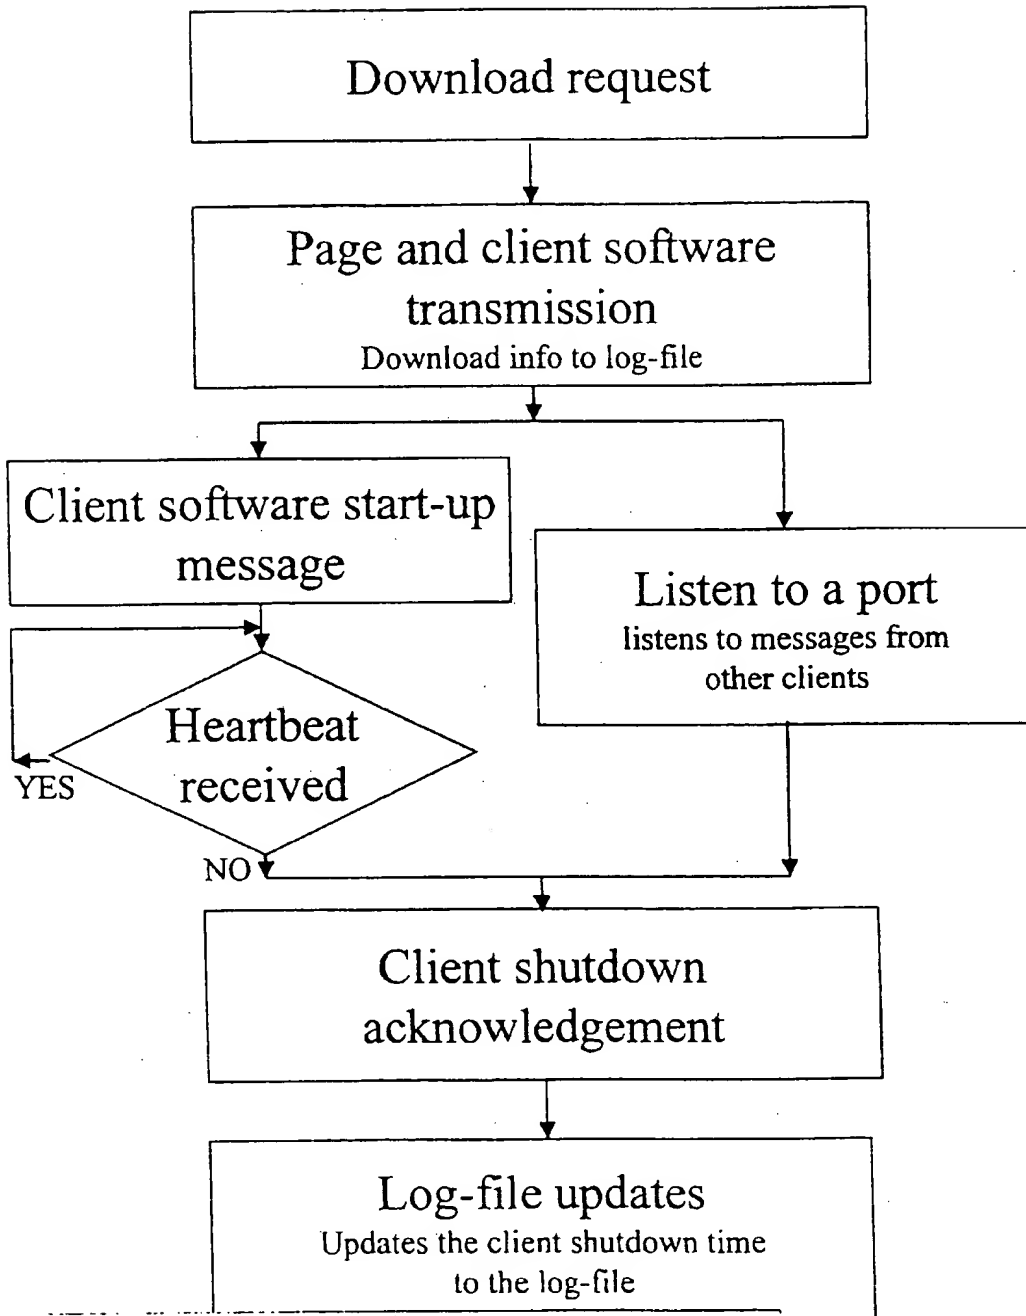 Download request
Page and client software
transmission
Download info to log-file
Client software start-up
message
Listen to a port
listens to messages from
other clients
Heartbeat
received
YES
NO
Client shutdown
acknowledgement
Log-file updates
Updates the client shutdown time
to the log-file